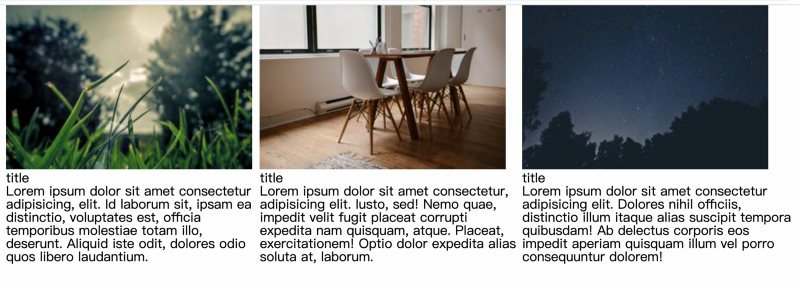 title
Lorem ipsum dolor sit amet consectetur
adipisicing, elit. Id laborum sit, ipsam ea
distinctio, voluptates est, officia
temporibus molestiae totam illo,
deserunt. Aliquid iste odit, dolores odio
quos libero laudantium.
title
Lorem ipsum dolor sit amet consectetur,
adipisicing elit. Iusto, sed! Nemo quae,
impedit velit fugit placeat corrupti
expedita nam quisquam, atque. Placeat,
exercitationem! Optio dolor expedita alias
soluta at, laborum.
title
Lorem ipsum dolor sit amet consectetur
adipisicing elit. Dolores nihil officiis,
distinctio illum itaque alias suscipit tempora
quibusdam! Ab delectus corporis eos
impedit aperiam quisquam illum vel porro
consequuntur dolorem!